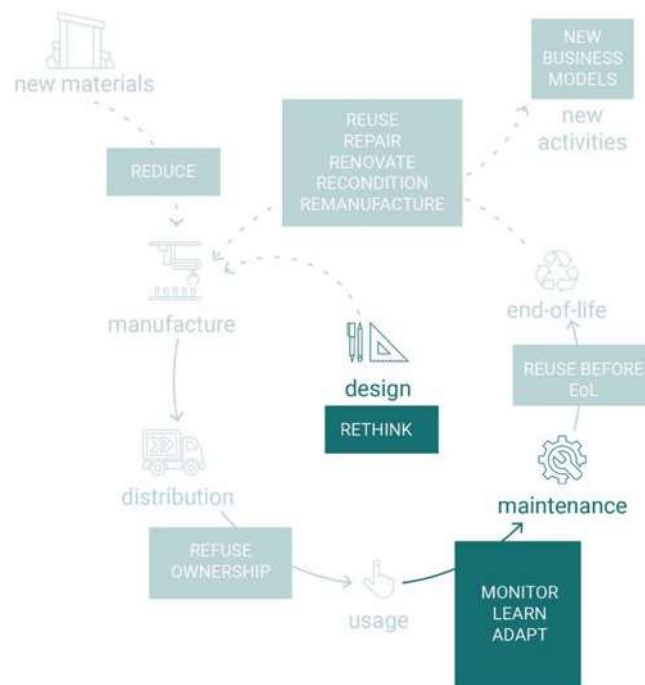 new materials
NEW
BUSINESS
MODELS
new
activities
REUSE
REPAIR
RENOVATE
RECONDITION
REMANUFACTURE
REDUCE
manufacture
end-of-life
design
RETHINK
REUSE BEFORE
EoL
distribution
maintenance
REFUSE
OWNERSHIP
usage
MONITOR
LEARN
ADAPT